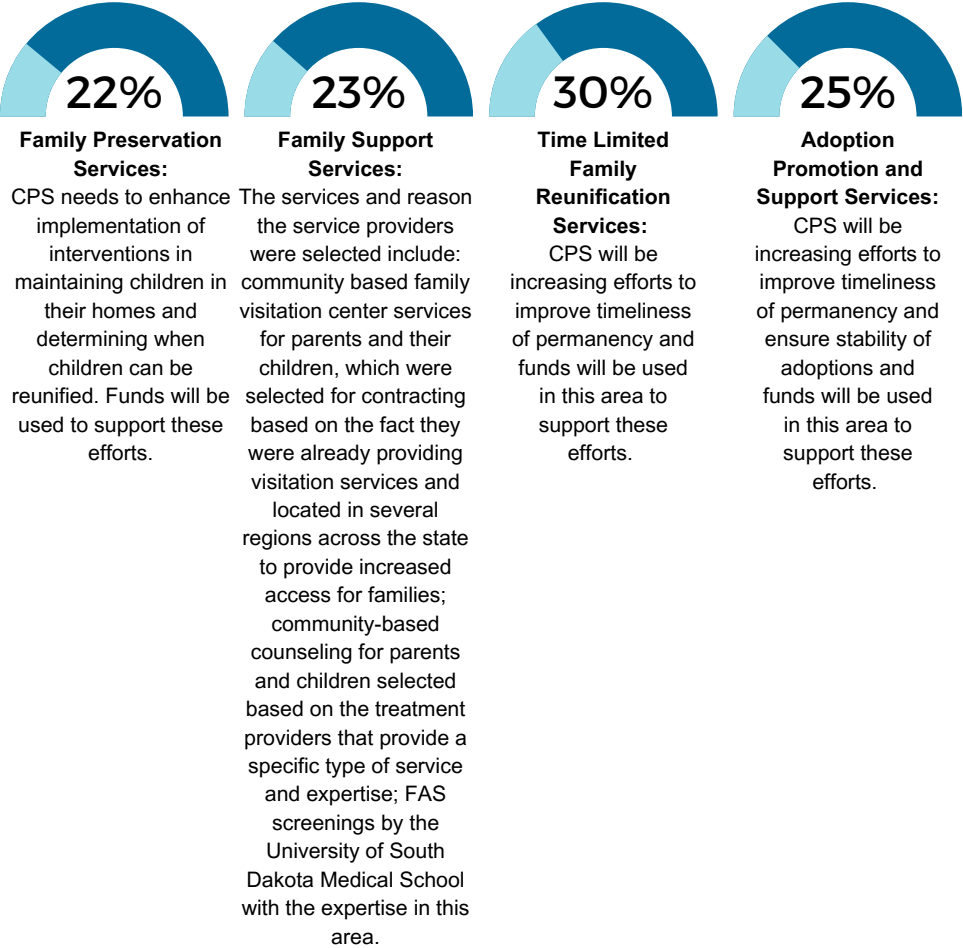 22%
Family Preservation
Services:
CPS needs to enhance
implementation of
interventions in
maintaining children in
their homes and
determining when
children can be
reunified. Funds will be
used to support these
efforts.
23%
Family Support
Services:
The services and reason
the service providers
were selected include:
community based family
visitation center services
for parents and their
children, which were
selected for contracting
based on the fact they
were already providing
visitation services and
located in several
regions across the state
to provide increased
access for families;
community-based
counseling for parents
and children selected
based on the treatment
providers that provide a
specific type of service
and expertise; FAS
screenings by the
University of South
Dakota Medical School
with the expertise in this
area.
30%
Time Limited
Family
Reunification
Services:
CPS will be
increasing efforts to
improve timeliness
of permanency and
funds will be used
in this area to
support these
efforts.
25%
Adoption
Promotion and
Support Services:
CPS will be
increasing efforts to
improve timeliness
of permanency and
ensure stability of
adoptions and
funds will be used
in this area to
support these
efforts.